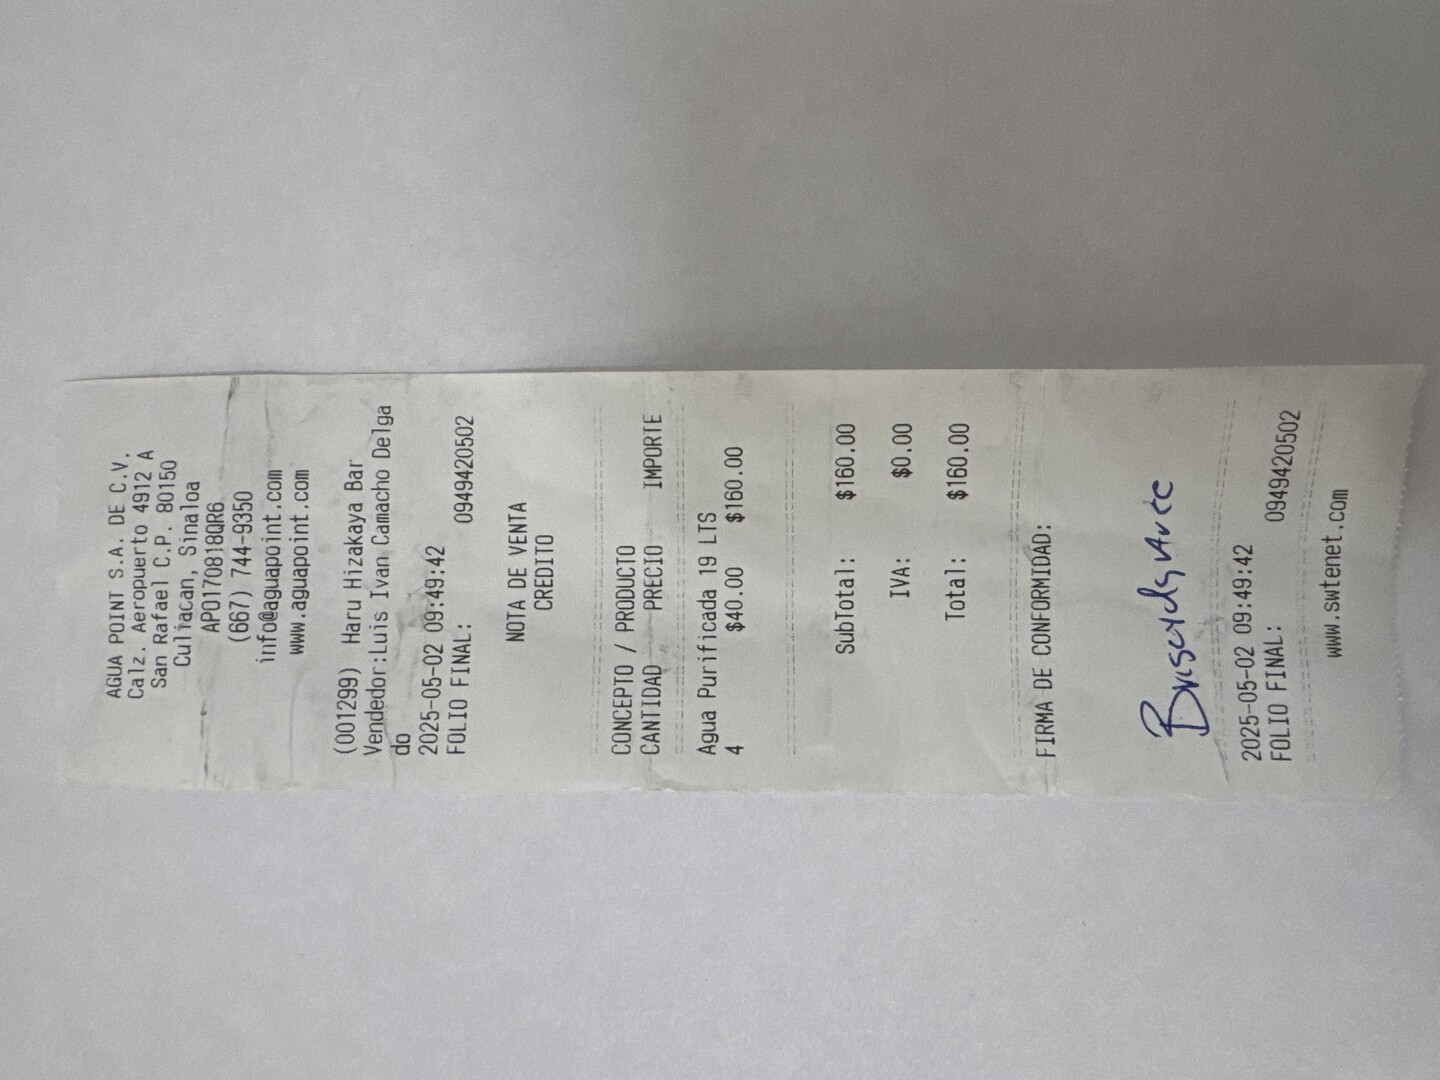 AGUA POINT S.A. DE C.V.
Calz. Aeropuerto 4912 A
San Rafael C.P. 80150
Culiacan, Sinaloa
APO170818QR6
(667) 744-9350
info@aguapoint.com
www.aguapoint.com
(001299) Haru Hizakaya Bar
Vendedor:Luis Ivan Camacho Delga
do
2025-05-02 09:49:42
FOLIO FINAL: 0949420502
NOTA DE VENTA
CREDITO
CONCEPTO / PRODUCTO
CANTIDAD PRECIO IMPORTE
Agua Purificada 19 LTS
4 $40.00 $160.00
SubTotal: $160.00
IVA: $0.00
Total: $160.00
FIRMA DE CONFORMIDAD:
2025-05-02 09:49:42
FOLIO FINAL: 0949420502
www.swtenet.com